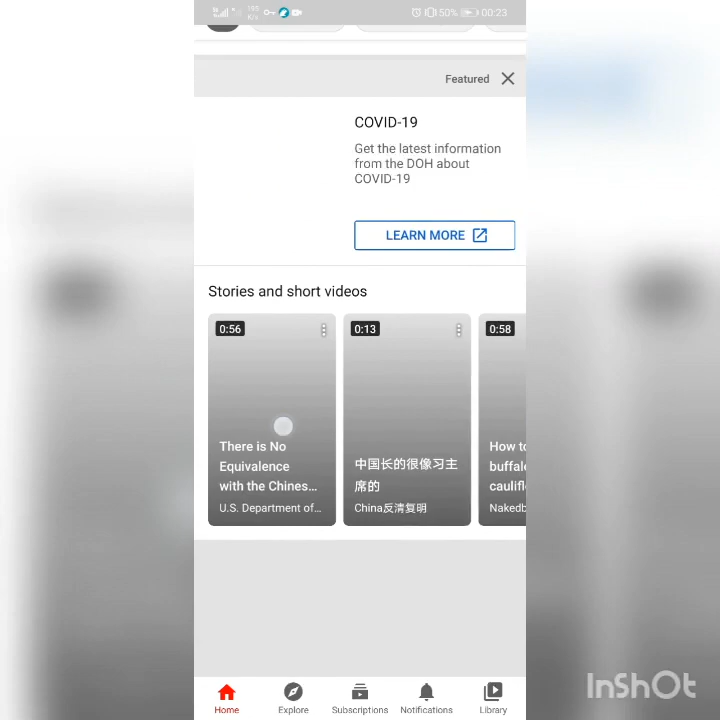 195
K/s
50%
00:23
Featured
COVID-19
Get the latest information
from the DOH about
COVID-19
LEARN MORE
Stories and short videos
0:56
There is No
Equivalence
with the Chines...
U.S. Department of...
0:13
中国长的很像习主
席的
China反清复明
0:58
How to
buffal
caulifl
Nakedb
Home
Explore
Subscriptions
Notifications
Library
InShOt